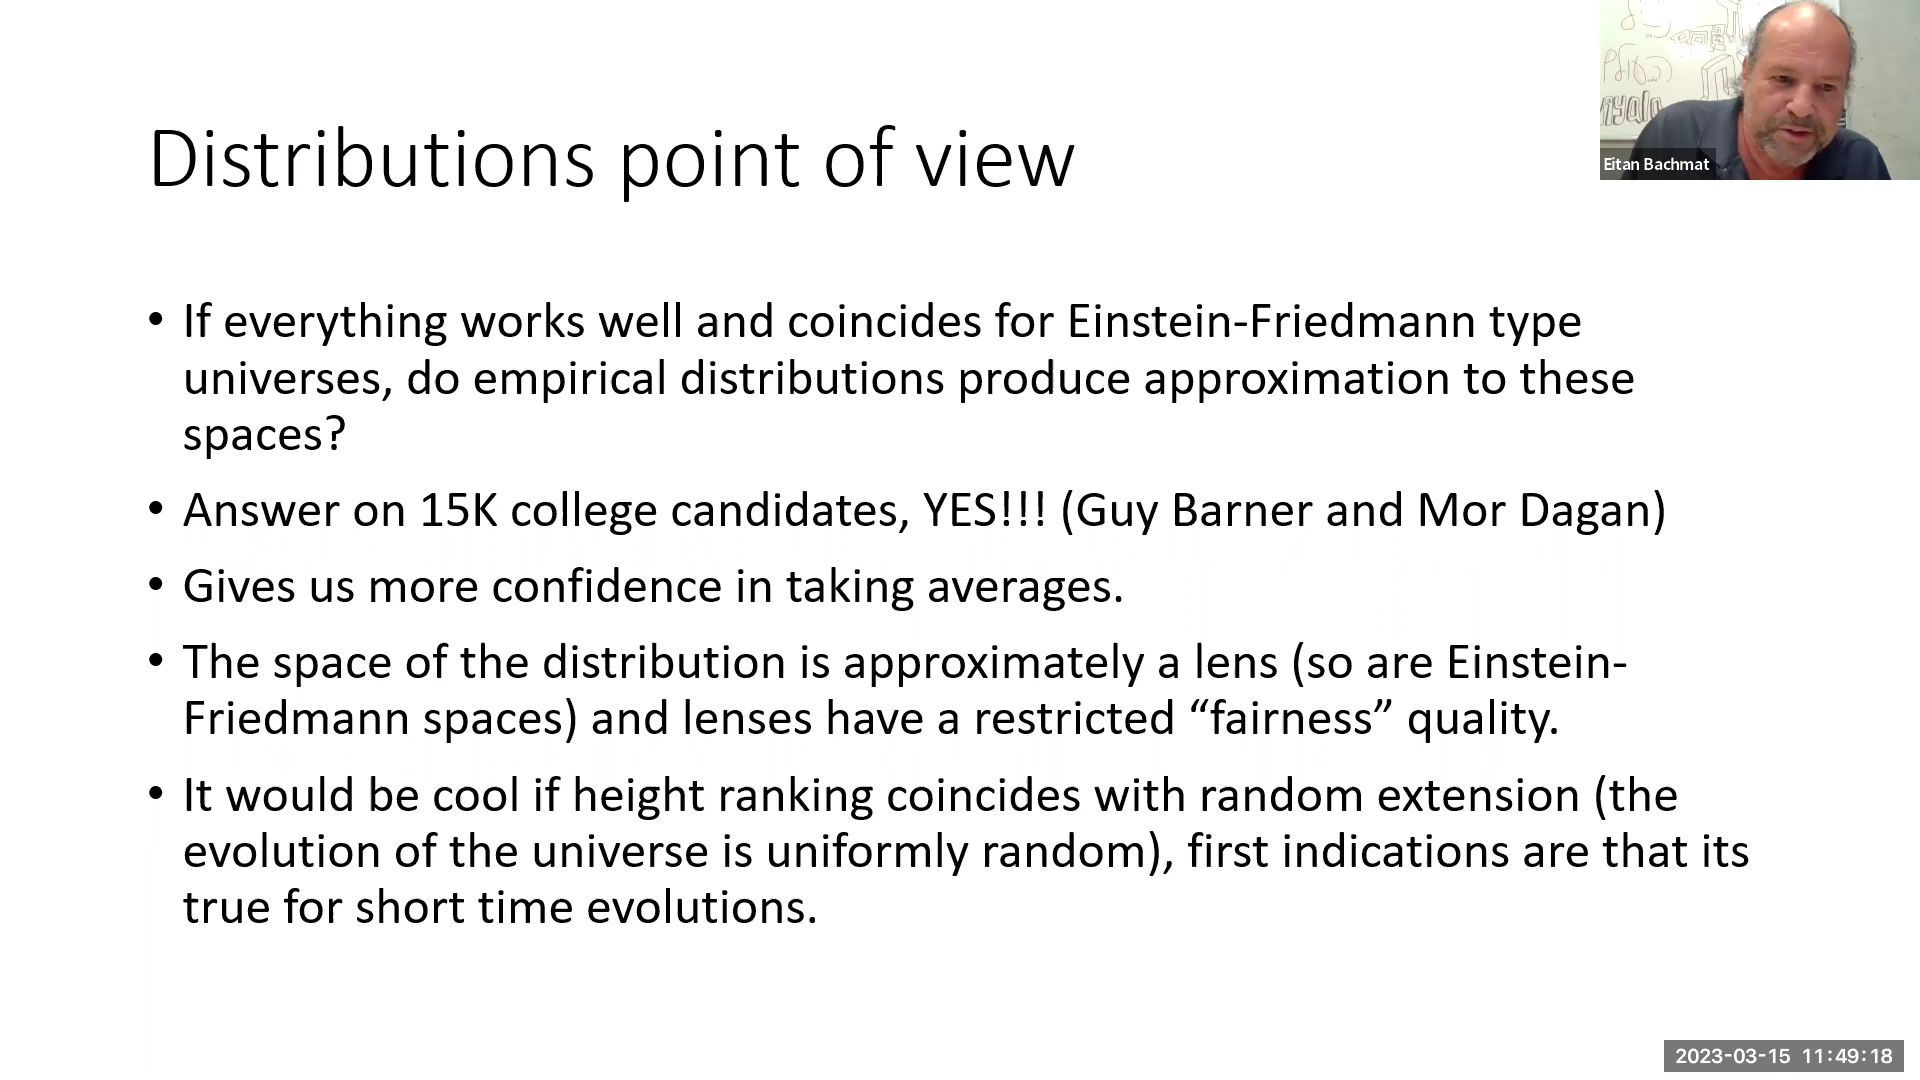 Distributions point of view
Eitan Bachmat
• If everything works well and coincides for Einstein-Friedmann type
universes, do empirical distributions produce approximation to these
spaces?
• Answer on 15K college candidates, YES!!! (Guy Barner and Mor Dagan)
• Gives us more confidence in taking averages.
• The space of the distribution is approximately a lens (so are Einstein-
Friedmann spaces) and lenses have a restricted “fairness” quality.
• It would be cool if height ranking coincides with random extension (the
evolution of the universe is uniformly random), first indications are that its
true for short time evolutions.
2023-03-15 11:49:18